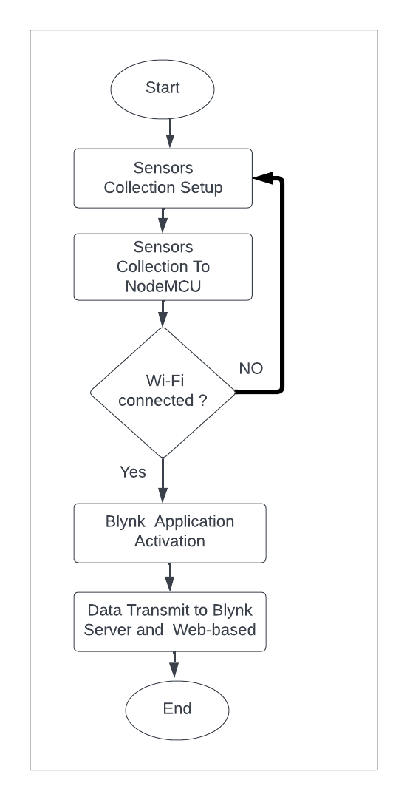 Start
Sensors
Collection Setup
Sensors
Collection To
NodeMCU
Wi-Fi
connected ?
NO
Yes
Blynk Application
Activation
Data Transmit to Blynk
Server and Web-based
End